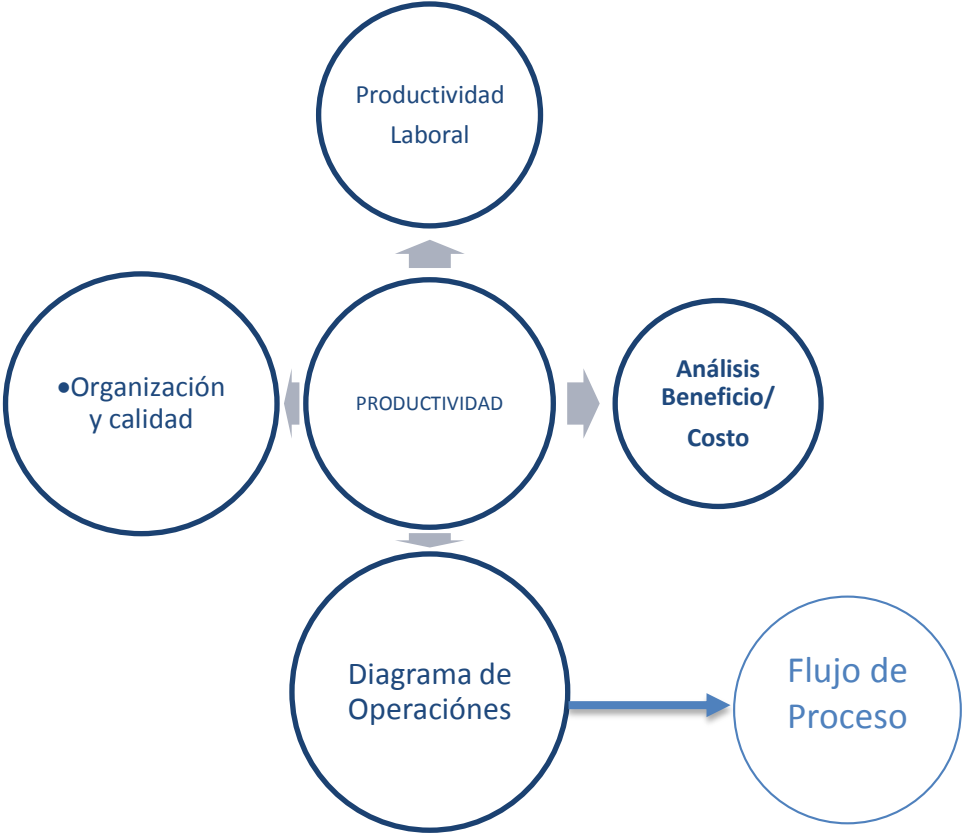 Productividad
Laboral
•Organización
y calidad
PRODUCTIVIDAD
Análisis
Beneficio/
Costo
Diagrama de
Operaciónes
Flujo de
Proceso